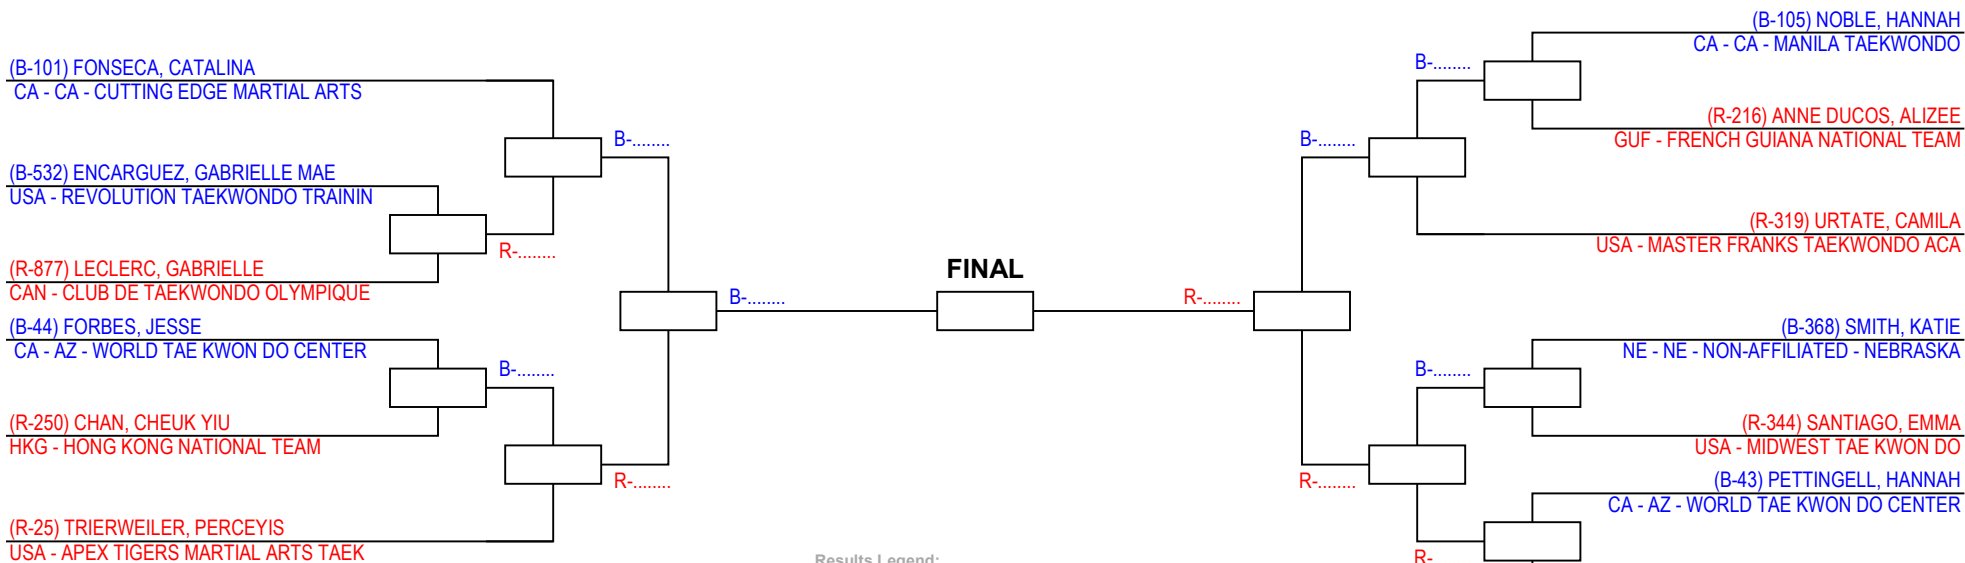 (B-101) FONSECA, CATALINA
CA - CA - CUTTING EDGE MARTIAL ARTS
B-........
(B-532) ENCARGUEZ, GABRIELLE MAE
USA - REVOLUTION TAEKWONDO TRAININ
R-........
(R-877) LECLERC, GABRIELLE
CAN - CLUB DE TAEKWONDO OLYMPIQUE
B-........
(B-44) FORBES, JESSE
CA - AZ - WORLD TAE KWON DO CENTER
B-........
(R-250) CHAN, CHEUK YIU
HKG - HONG KONG NATIONAL TEAM
R-........
(R-25) TRIERWEILER, PERCEYIS
USA - APEX TIGERS MARTIAL ARTS TAEK
FINAL
Results Legend:
(B-105) NOBLE, HANNAH
CA - CA - MANILA TAEKWONDO
B-........
(R-216) ANNE DUCOS, ALIZEE
GUF - FRENCH GUIANA NATIONAL TEAM
B-........
(R-319) URTATE, CAMILA
USA - MASTER FRANKS TAEKWONDO ACA
R-........
(B-368) SMITH, KATIE
NE - NE - NON-AFFILIATED - NEBRASKA
B-........
(R-344) SANTIAGO, EMMA
USA - MIDWEST TAE KWON DO
R-........
(B-43) PETTINGELL, HANNAH
CA - AZ - WORLD TAE KWON DO CENTER
R-